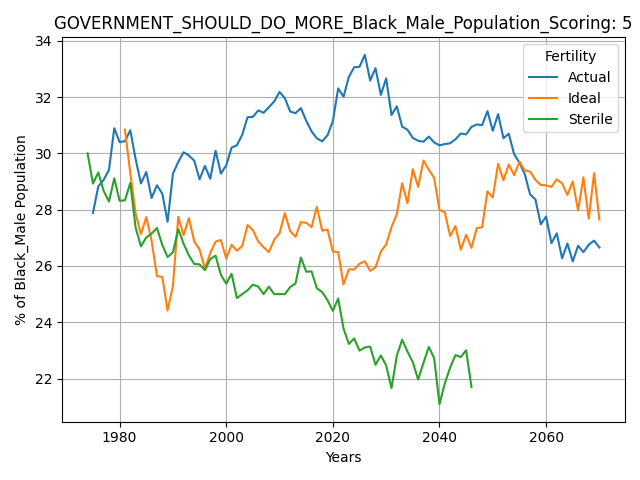 GOVERNMENT_SHOULD_DO_MORE_Black_Male_Population_Scoring: 5
34
32
30
28
26
24
22
% of Black_Male Population
Fertility
Actual
Ideal
Sterile
1980
2000
2020
2040
2060
Years